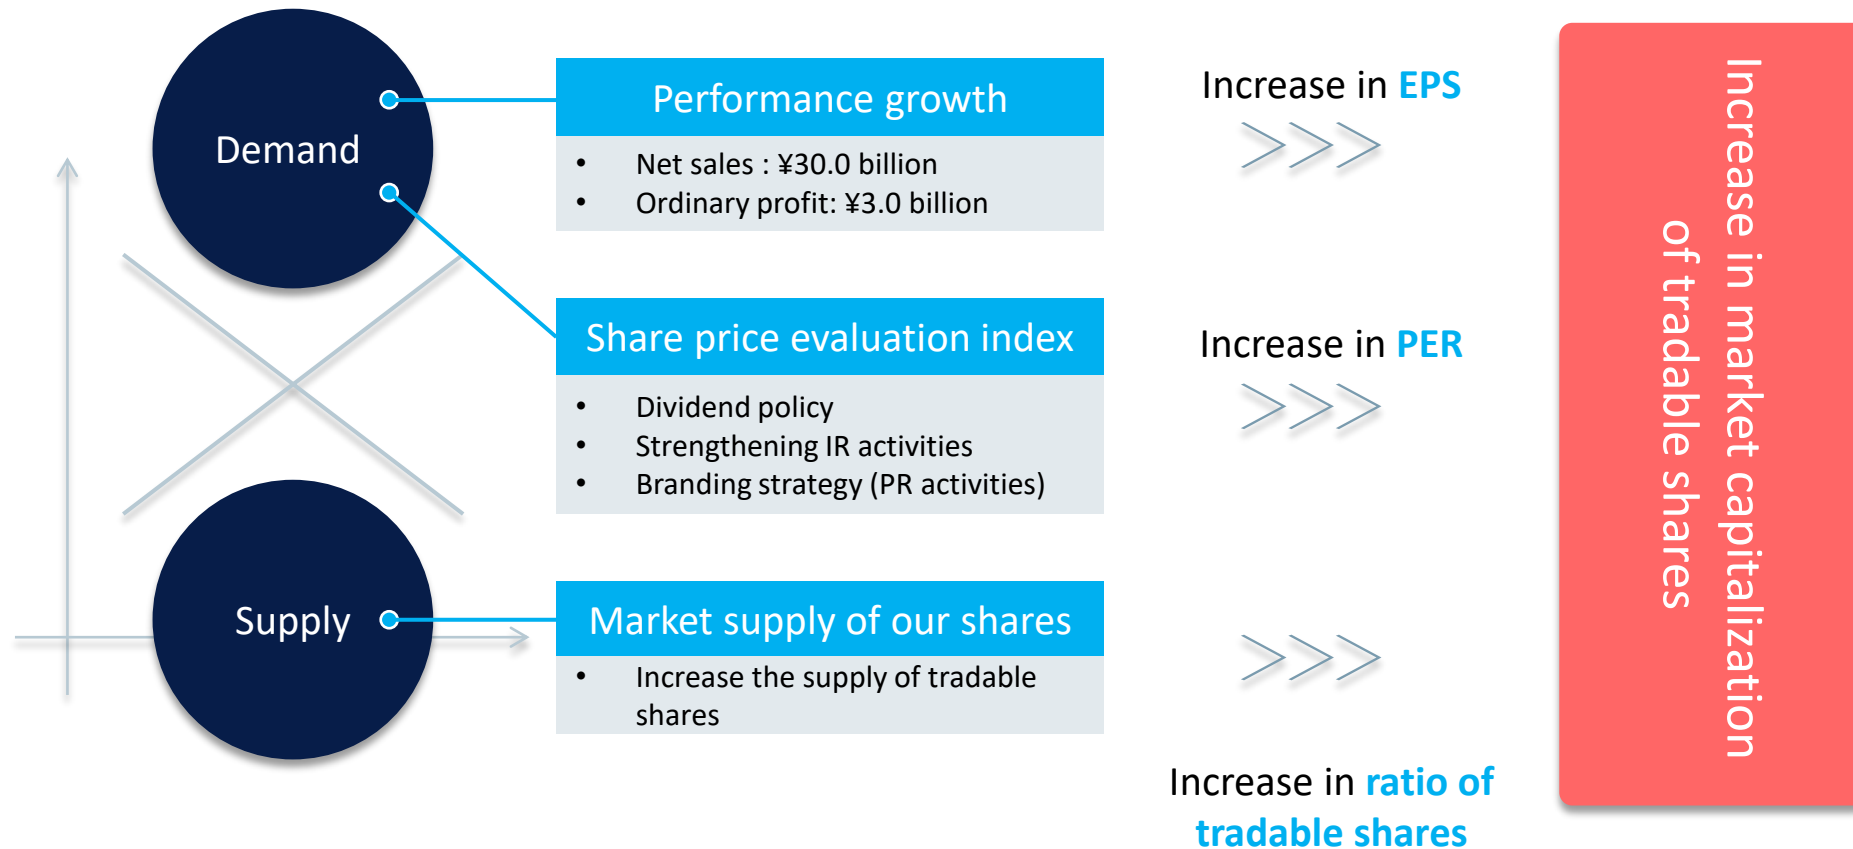 Demand
Performance growth
• Net sales : ¥30.0 billion
• Ordinary profit: ¥3.0 billion
Increase in EPS
Share price evaluation index
• Dividend policy
• Strengthening IR activities
• Branding strategy (PR activities)
Increase in PER
Supply
Market supply of our shares
• Increase the supply of tradable
shares
Increase in ratio of
tradable shares
Increase in market capitalization
of tradable shares